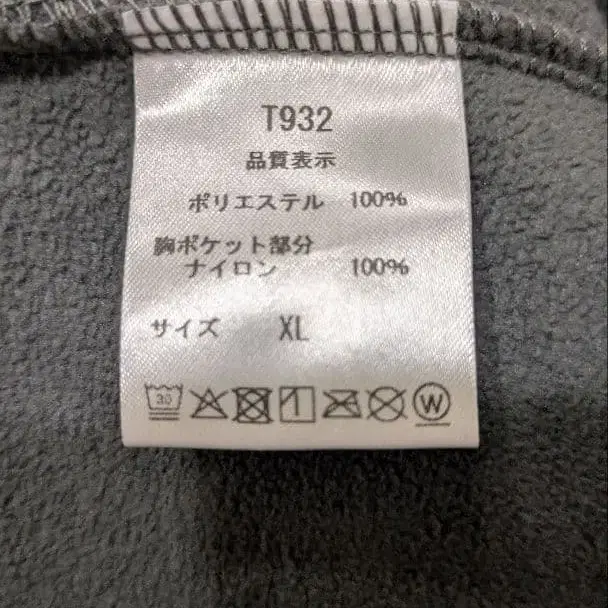 T932
品質表示
ポリエステル 100%
胸ポケット部分
ナイロン 100%
サイズ XL
30 W